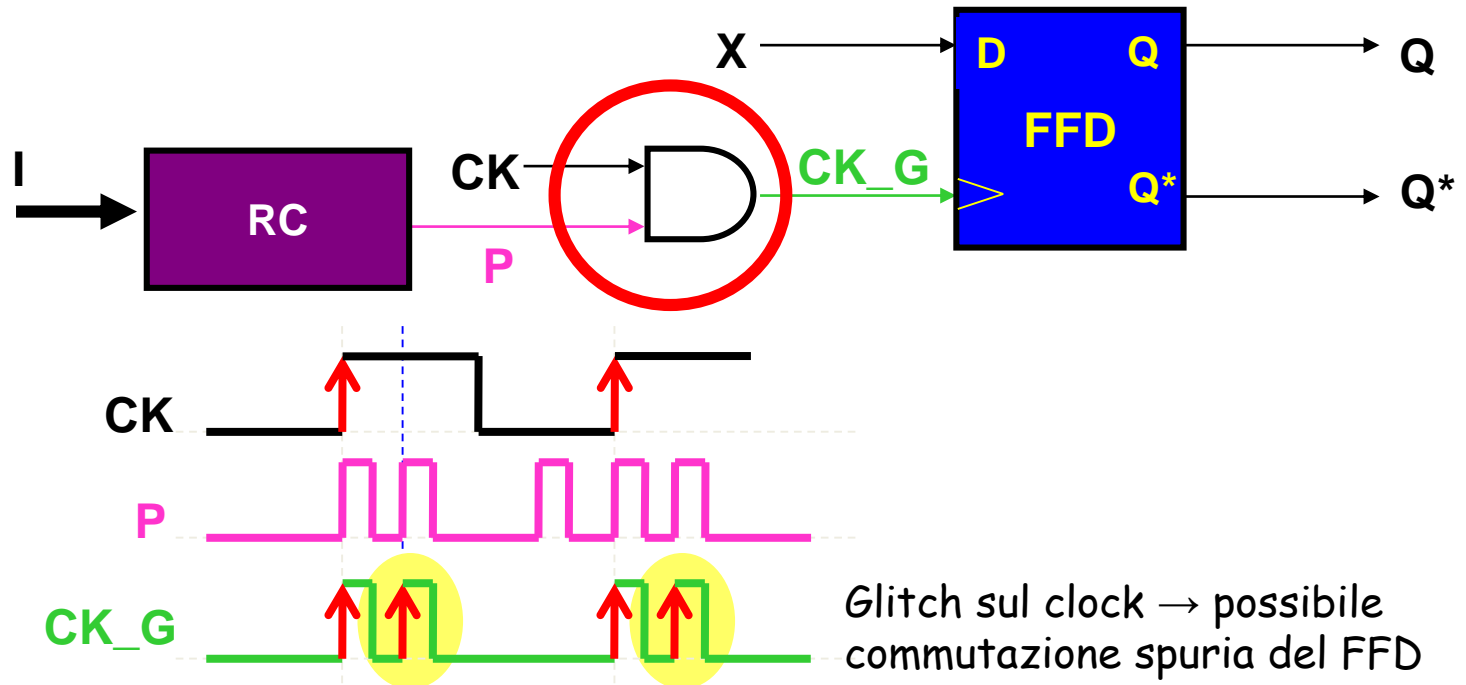 X
D
Q
Q
FFD
I
RC
CK
CK_G
Q*
Q*
P
CK
P
CK_G
Glitch sul clock → possibile
commutazione spuria del FFD